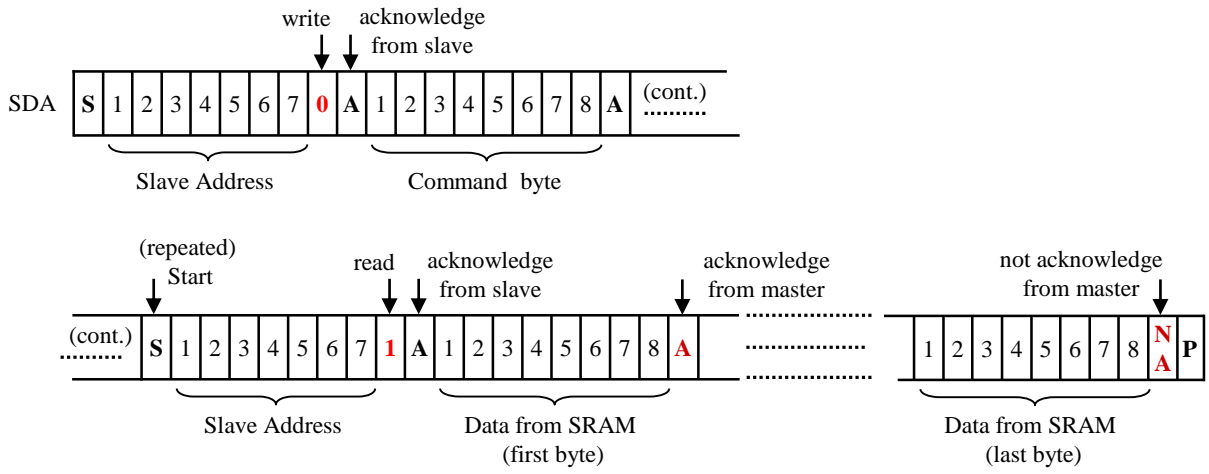 write acknowledge
from slave
SDA S 1 2 3 4 5 6 7 0 A 1 2 3 4 5 6 7 8 A (cont.)
Slave Address Command byte
(repeated)
Start read acknowledge
from slave acknowledge
from master not acknowledge
from master
(cont.) S 1 2 3 4 5 6 7 1 A 1 2 3 4 5 6 7 8 A 1 2 3 4 5 6 7 8 N A P
Slave Address Data from SRAM
(first byte) Data from SRAM
(last byte)